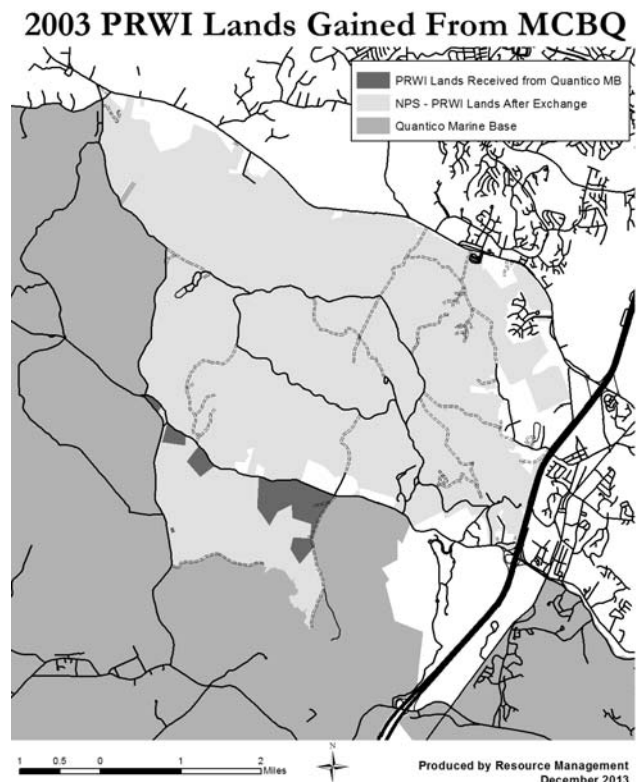 2003 PRWI Lands Gained From MCBQ
PRWI Lands Received from Quantico MB
NPS - PRWI Lands After Exchange
Quantico Marine Base
N
1 0.5 0 1 2
Miles
Produced by Resource Management
December 2013